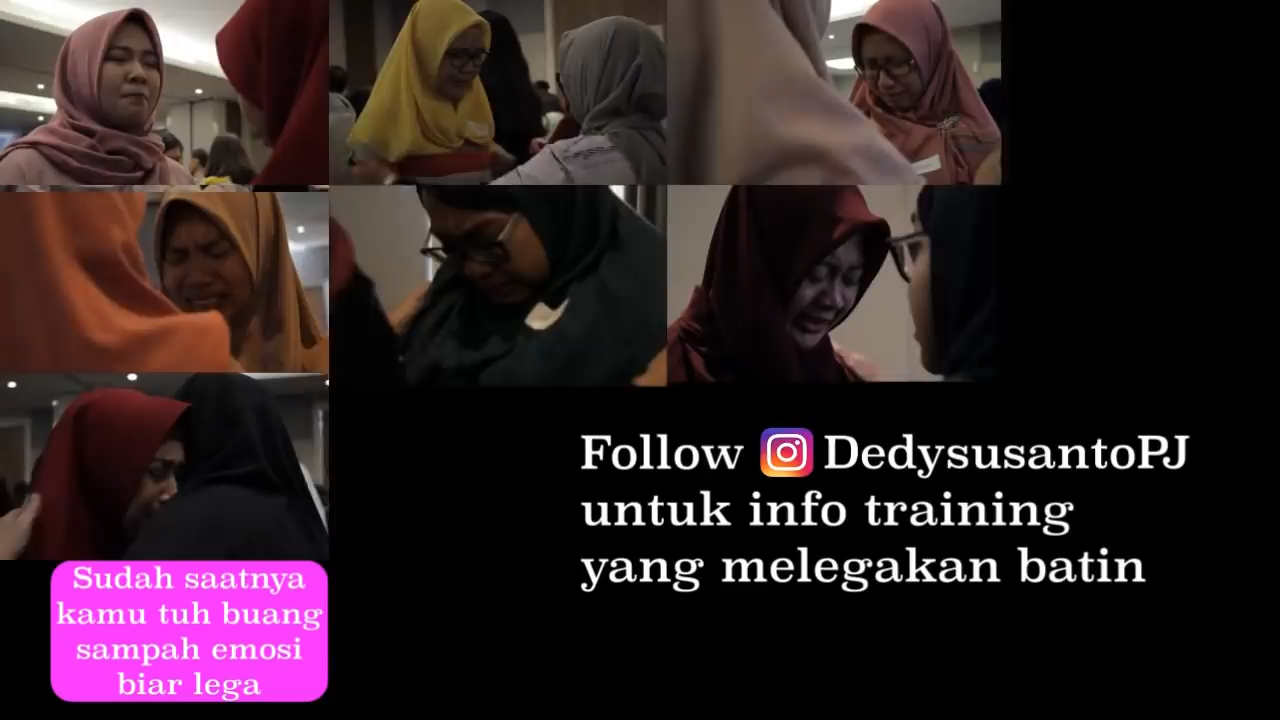 Follow DedysusantoPJ
untuk info training
yang melegakan batin
Sudah saatnya
kamu tuh buang
sampah emosi
biar lega